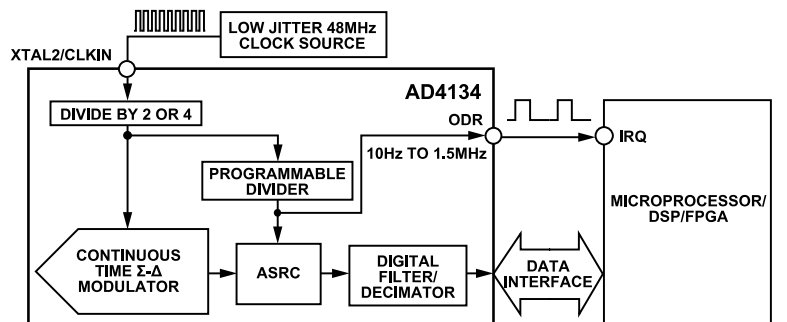 LOW JITTER 48MHz
CLOCK SOURCE
XTAL2/CLKIN
AD4134
DIVIDE BY 2 OR 4
ODR
10Hz TO 1.5MHz
IRQ
PROGRAMMABLE
DIVIDER
MICROPROCESSOR/
DSP/FPGA
CONTINUOUS
TIME Σ-Δ
MODULATOR
ASRC
DIGITAL
FILTER/
DECIMATOR
DATA
INTERFACE